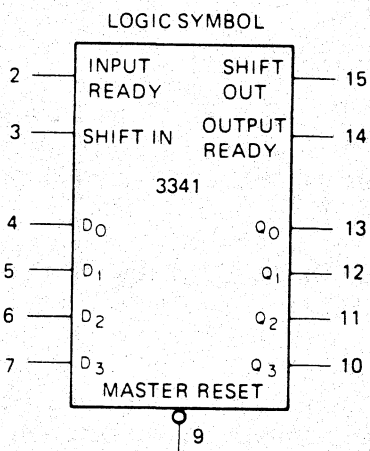 LOGIC SYMBOL
2 INPUT READY
SHIFT OUT 15
3 SHIFT IN
OUTPUT READY 14
3341
4 D0 Q0 13
5 D1 Q1 12
6 D2 Q2 11
7 D3 Q3 10
MASTER RESET
9